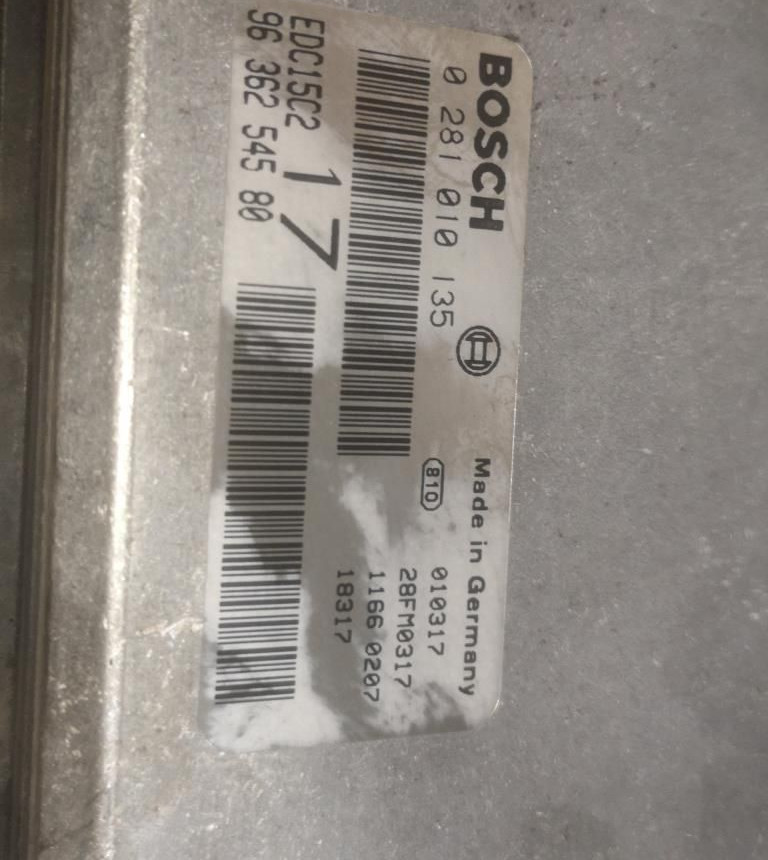 BOSCH
0 281 010 135
Made in Germany
810
010317
28FM0317
1166 0207
18317
EDC15C2
17
96 362 545 80